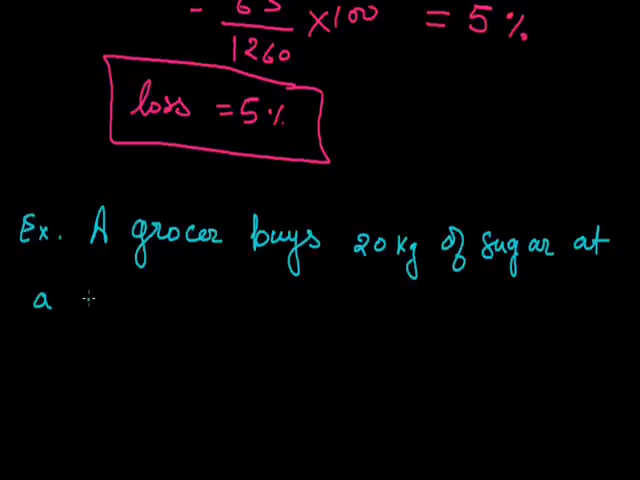 - 63/1260 × 100 = 5%
loss = 5%
Ex. A grocer buys 20 kg of sugar at
a